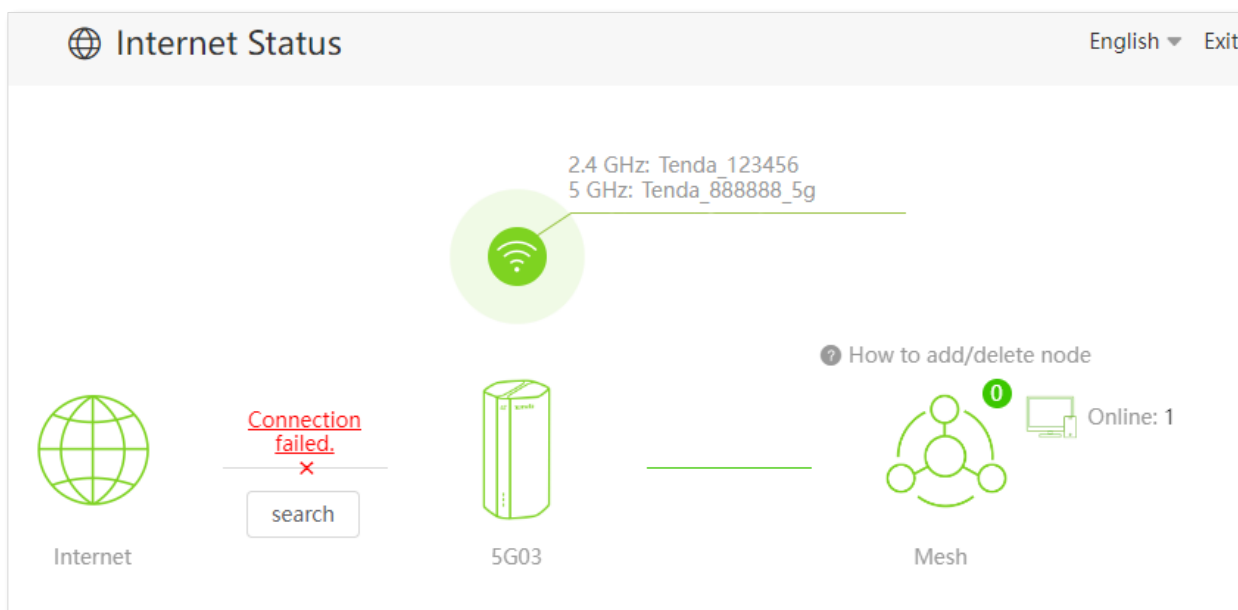 Internet Status
English Exit
2.4 GHz: Tenda_123456
5 GHz: Tenda_888888_5g
? How to add/delete node
0
Online: 1
Connection
failed.
search
Internet
5G03
Mesh